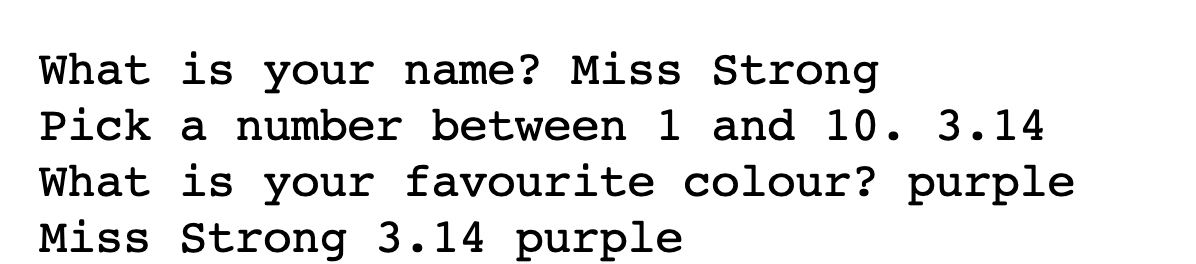 What is your name? Miss Strong
Pick a number between 1 and 10. 3.14
What is your favourite colour? purple
Miss Strong 3.14 purple